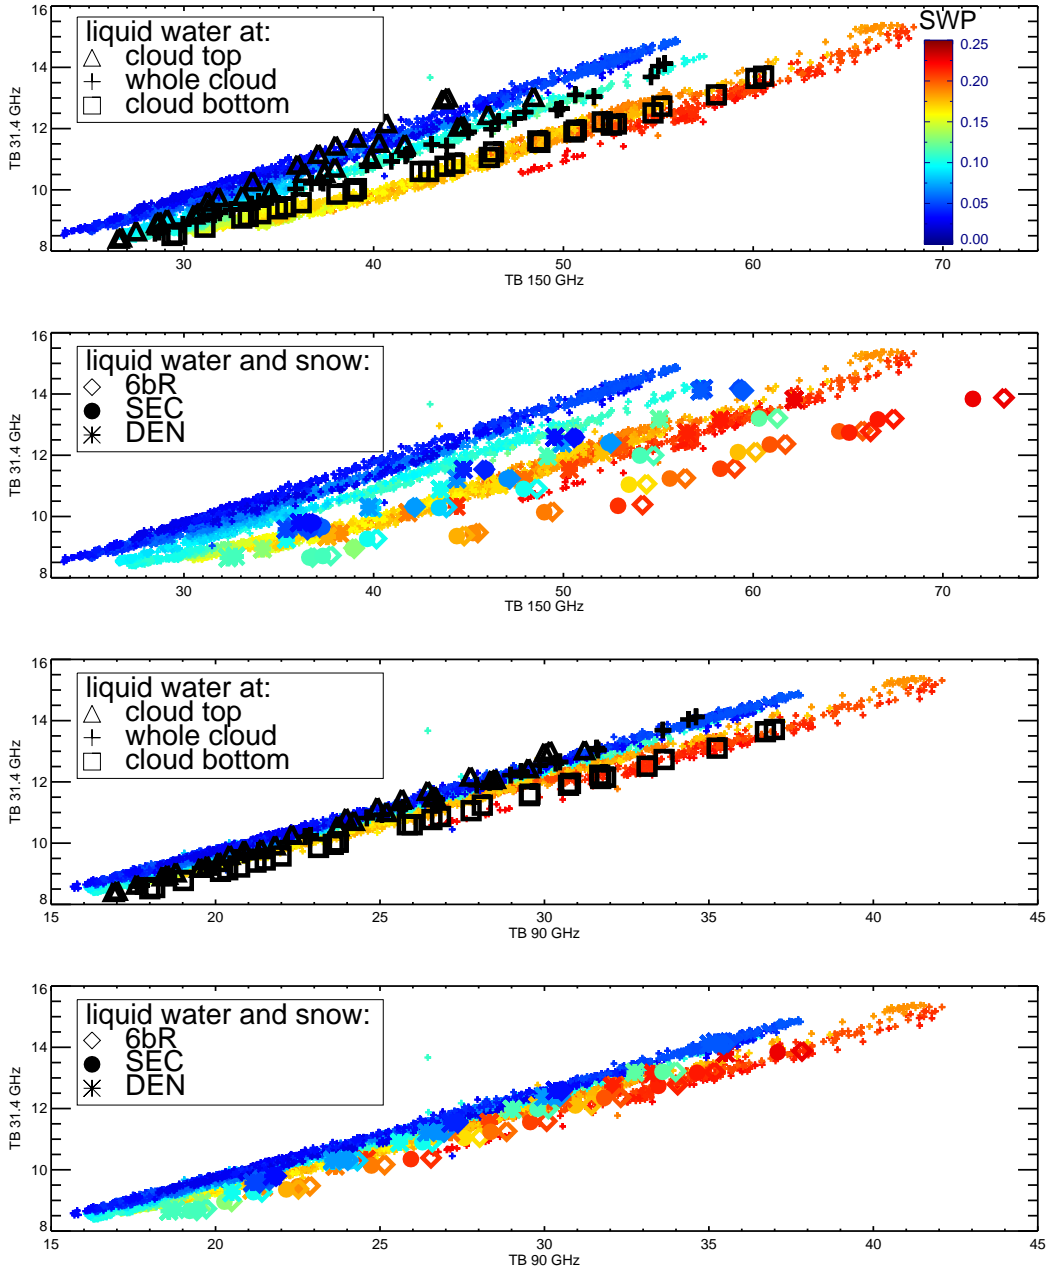 SWP
liquid water at:
cloud top
whole cloud
cloud bottom
0.25
0.20
0.15
0.10
0.05
0.00
16
14
12
10
8
TB 31.4 GHz
30 40 50 60 70
TB 150 GHz
liquid water and snow:
6bR
SEC
DEN
16
14
12
10
8
TB 31.4 GHz
30 40 50 60 70
TB 150 GHz
liquid water at:
cloud top
whole cloud
cloud bottom
16
14
12
10
8
TB 31.4 GHz
15 20 25 30 35 40 45
TB 90 GHz
liquid water and snow:
6bR
SEC
DEN
16
14
12
10
8
TB 31.4 GHz
15 20 25 30 35 40 45
TB 90 GHz